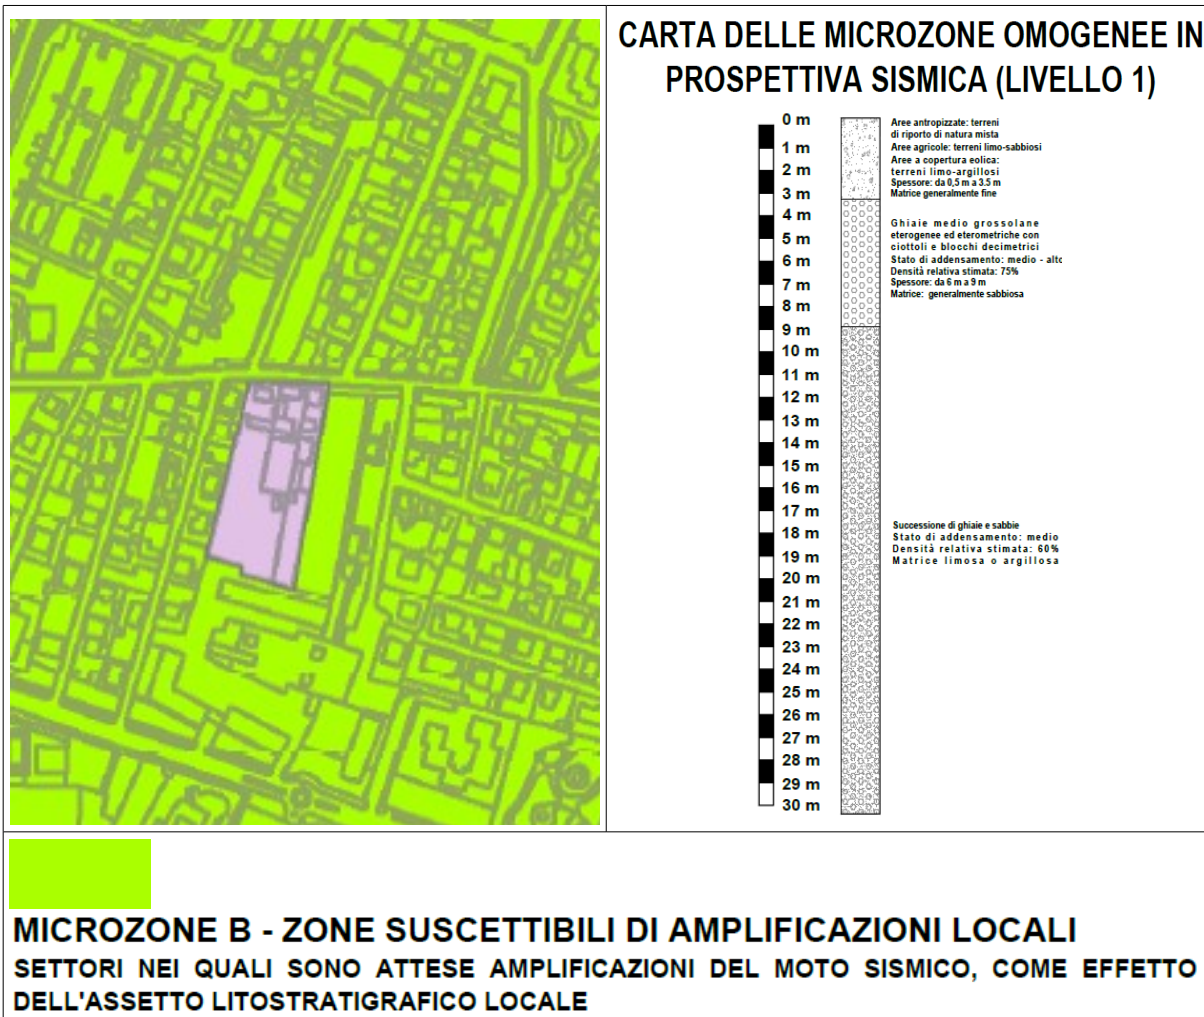 CARTA DELLE MICROZONE OMOGENEE IN
PROSPETTIVA SISMICA (LIVELLO 1)
0 m
1 m
2 m
3 m
4 m
5 m
6 m
7 m
8 m
9 m
10 m
11 m
12 m
13 m
14 m
15 m
16 m
17 m
18 m
19 m
20 m
21 m
22 m
23 m
24 m
25 m
26 m
27 m
28 m
29 m
30 m
Aree antropizzate: terreni
di riporto di natura mista
Aree agricole: terreni limo-sabbiosi
Aree a copertura eolica:
terreni limo-argillosi
Spessore: da 0,5 m a 3.5 m
Matrice generalmente fine
Ghiaie medio grossolane
eterogenee ed eterometriche con
ciottoli e blocchi decimetrici
Stato di addensamento: medio - alto
Densità relativa stimata: 75%
Spessore: da 6 m a 9 m
Matrice: generalmente sabbiosa
Successione di ghiaie e sabbie
Stato di addensamento: medio
Densità relativa stimata: 60%
Matrice limosa o argillosa
MICROZONE B - ZONE SUSCETTIBILI DI AMPLIFICAZIONI LOCALI
SETTORI NEI QUALI SONO ATTESE AMPLIFICAZIONI DEL MOTO SISMICO, COME EFFETTO
DELL'ASSETTO LITOSTRATIGRAFICO LOCALE